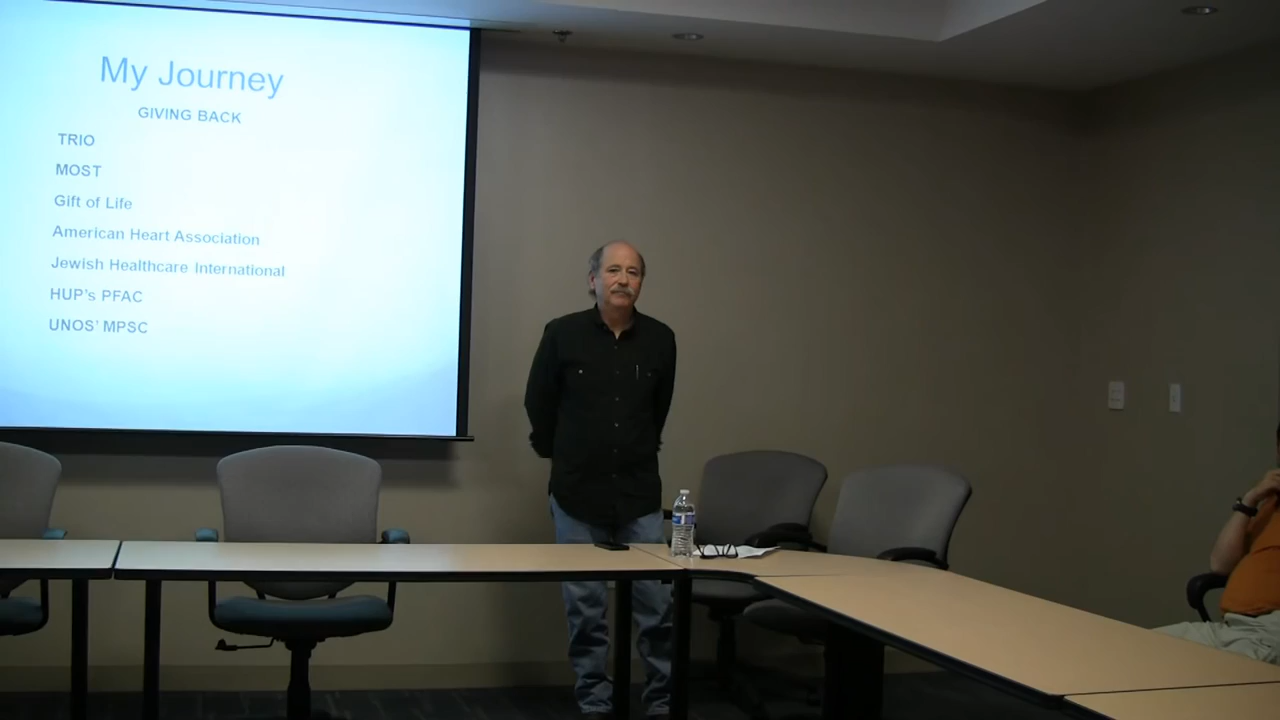 My Journey
GIVING BACK
TRIO
MOST
Gift of Life
American Heart Association
Jewish Healthcare International
HUP's PFAC
UNOS' MPSC